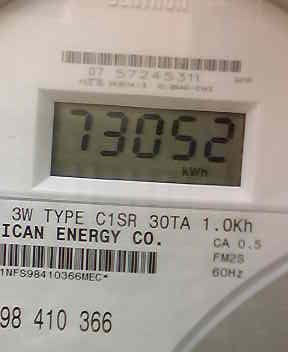 07 57245311
73052
kWh
3W TYPE C1SR 30TA 1.0Kh
ICAN ENERGY CO.
CA 0.5
FM2S
60Hz
1NFS98410366MEC*
98 410 366